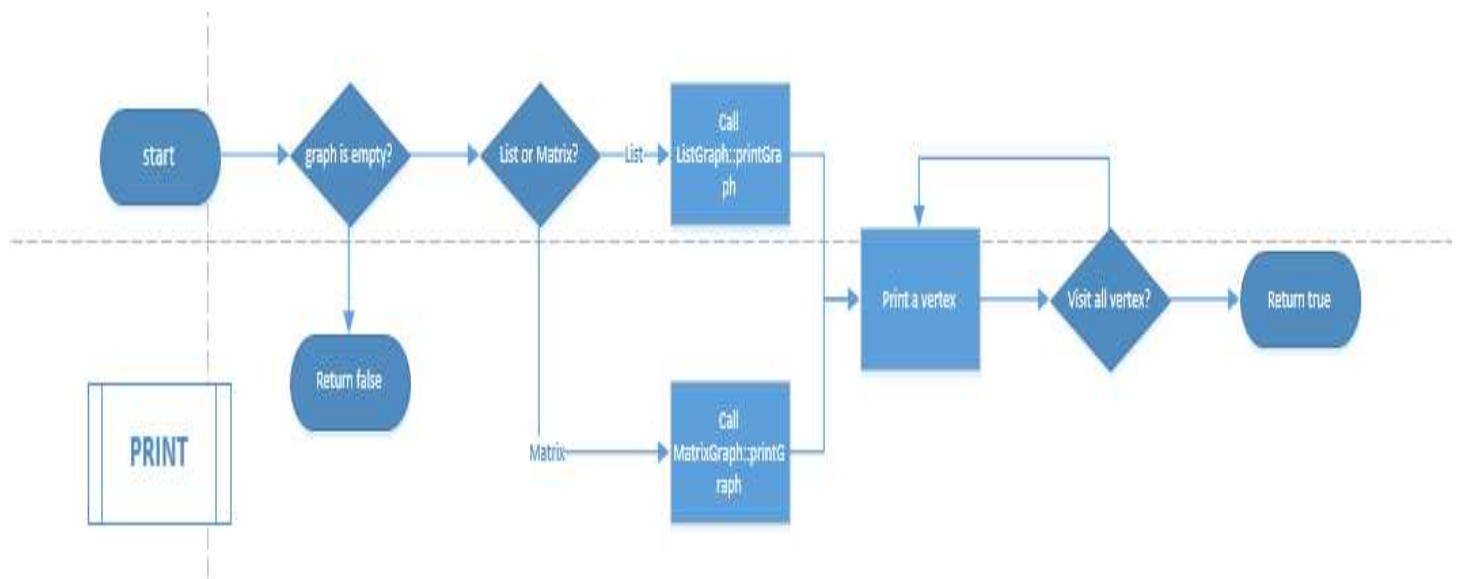 start
graph is empty?
List or Matrix?
List
Call
ListGraph::printGra
ph
Print a vertex
Visit all vertex?
Return true
Return false
PRINT
Matrix
Call
MatrixGraph::printG
raph